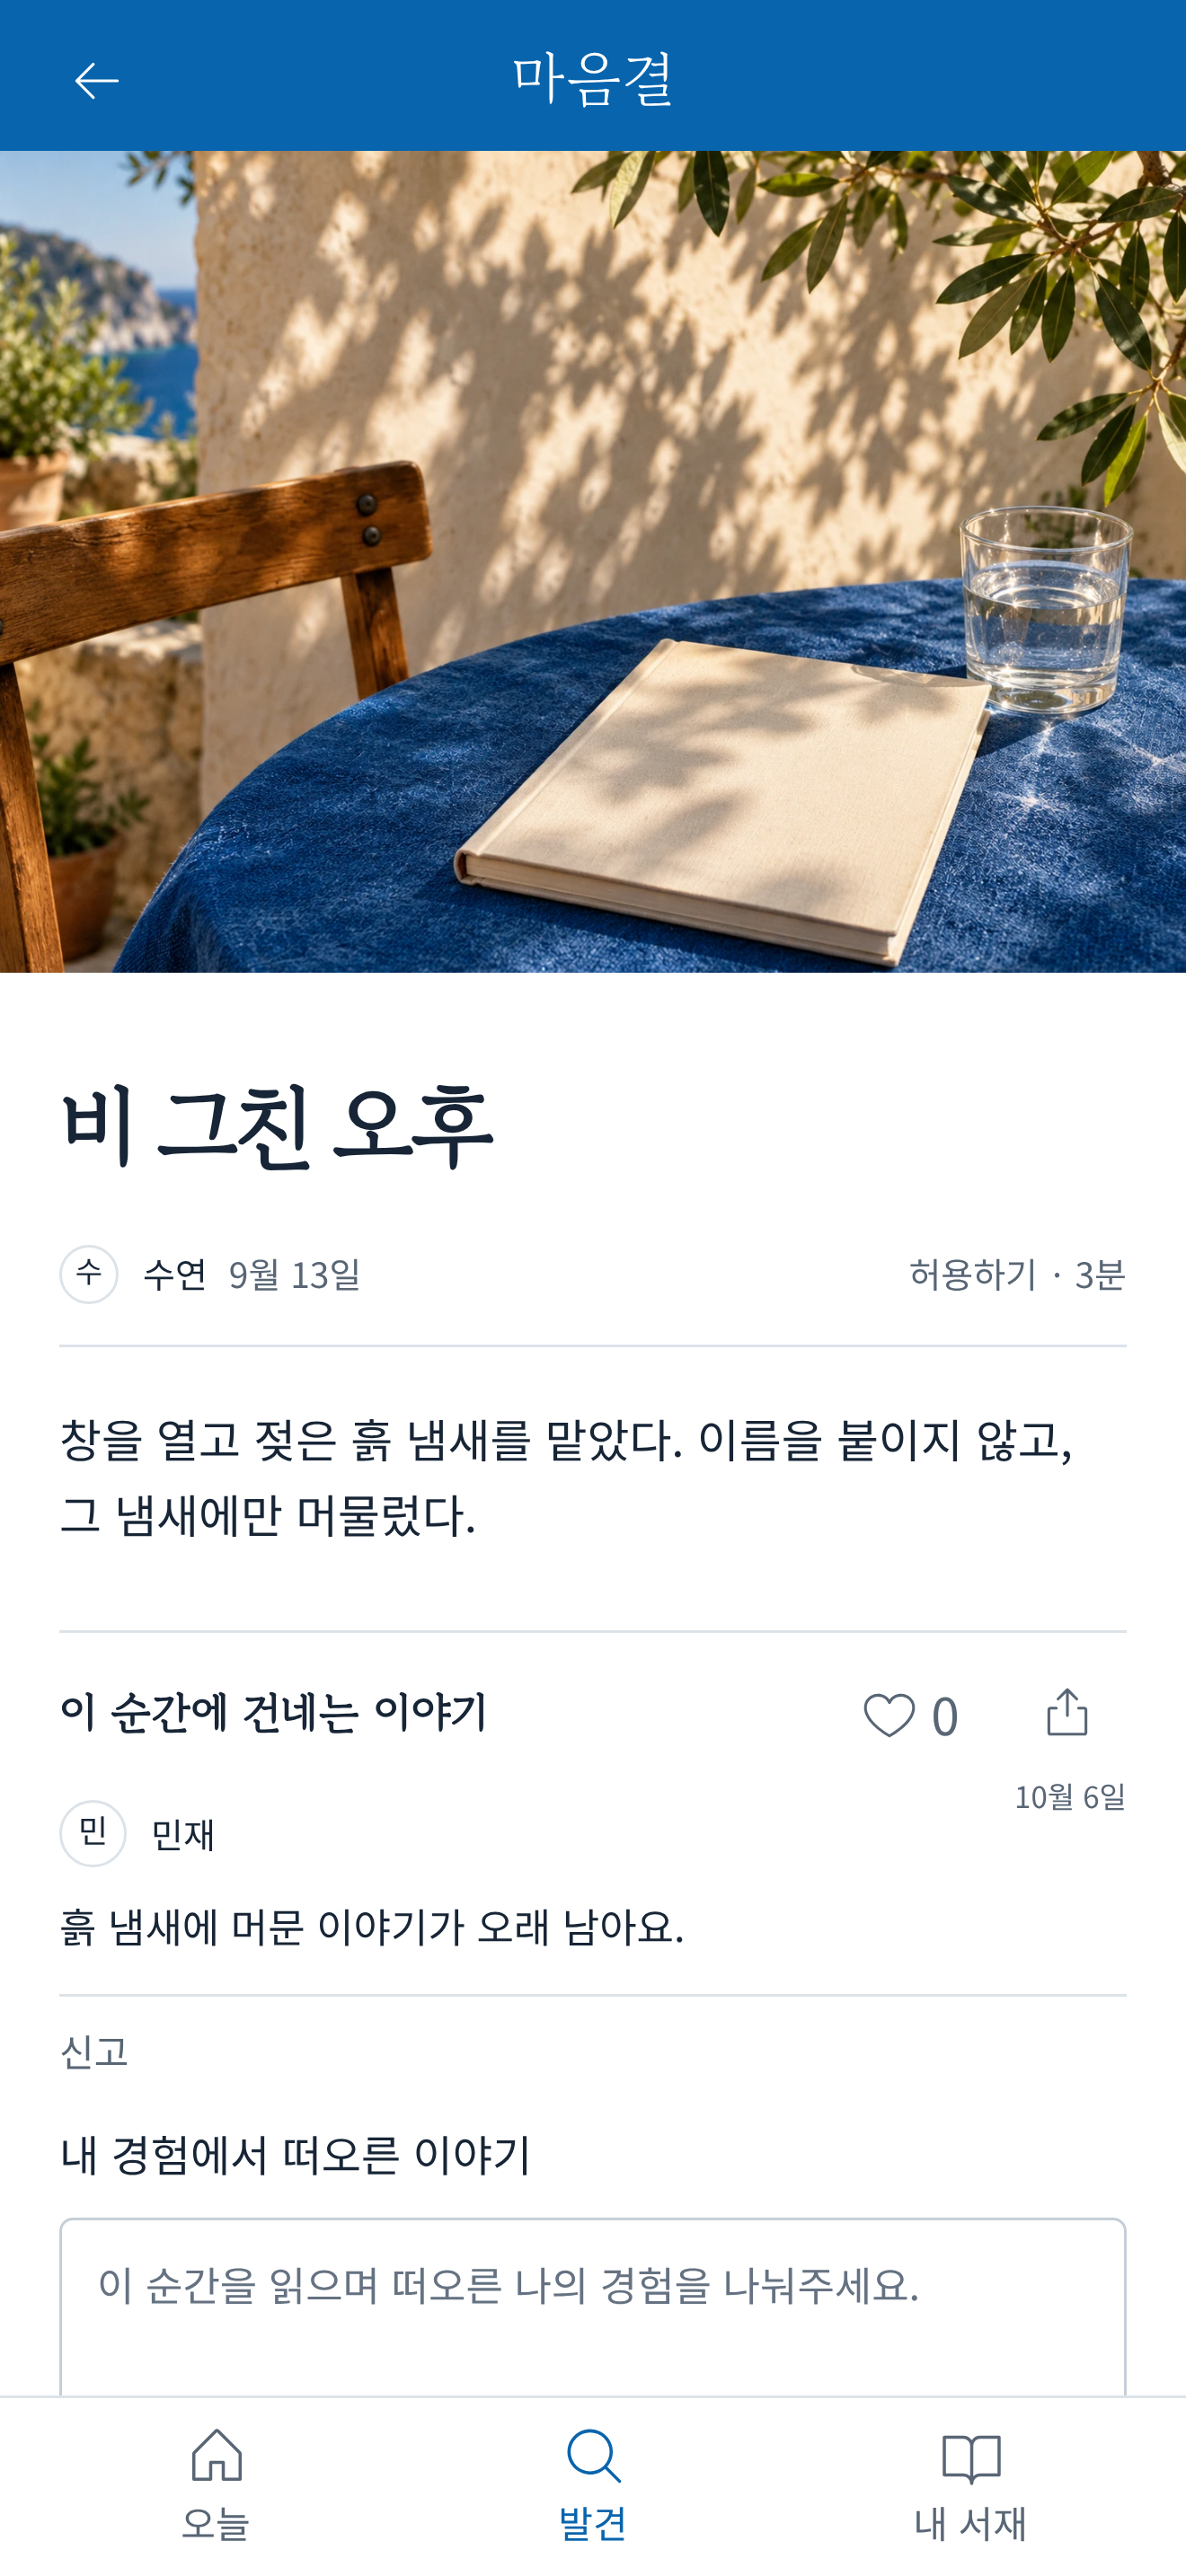 마음결
비 그친 오후
수 수연 9월 13일 허용하기 · 3분
창을 열고 젖은 흙 냄새를 맡았다. 이름을 붙이지 않고,
그 냄새에만 머물렀다.
이 순간에 건네는 이야기 0
10월 6일
민 민재
흙 냄새에 머문 이야기가 오래 남아요.
신고
내 경험에서 떠오른 이야기
이 순간을 읽으며 떠오른 나의 경험을 나눠주세요.
오늘 발견 내 서재